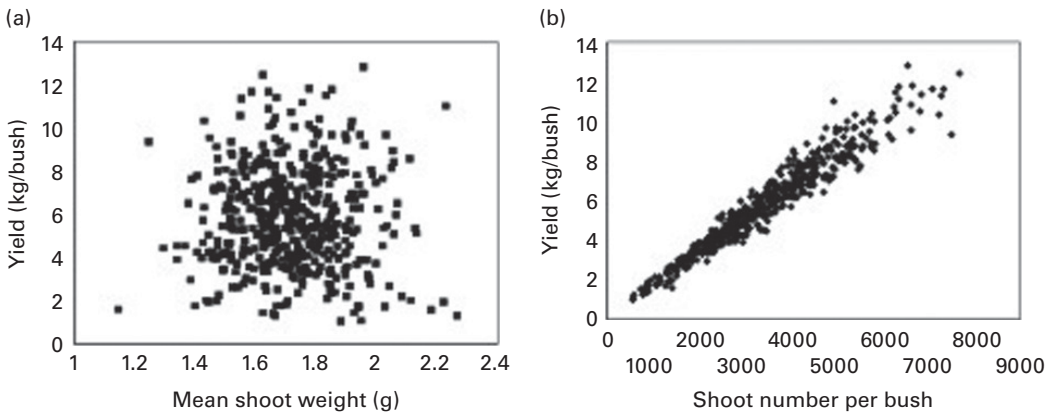 (a)
14
12
10
8
6
4
2
0
Yield (kg/bush)
1 1.2 1.4 1.6 1.8 2 2.2 2.4
Mean shoot weight (g)
(b)
14
12
10
8
6
4
2
0
Yield (kg/bush)
0 2000 4000 6000 8000
1000 3000 5000 7000 9000
Shoot number per bush